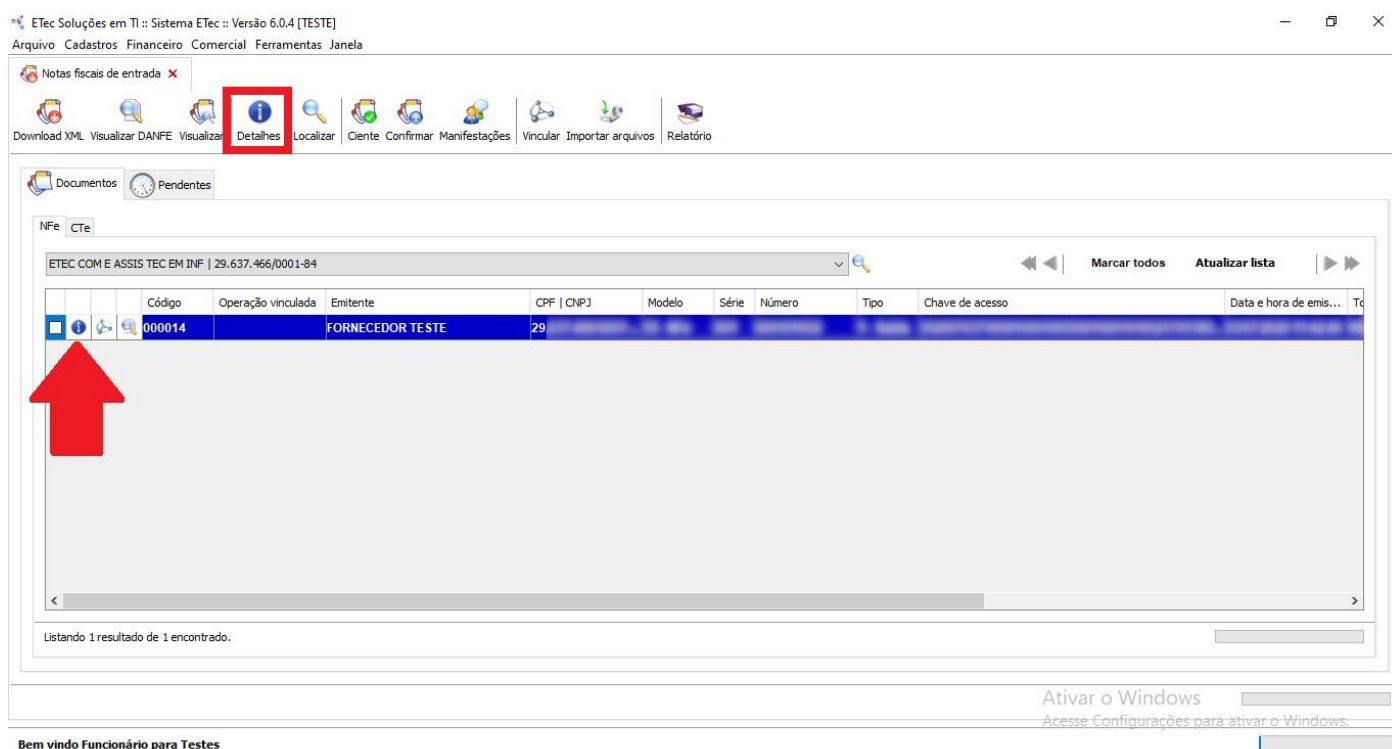 ETec Soluções em TI :: Sistema ETec :: Versão 6.0.4 [TESTE]
Arquivo Cadastros Financeiro Comercial Ferramentas Janela
Notas fiscais de entrada
Download XML Visualizar DANFE Visualizar Detalhes Localizar Ciente Confirmar Manifestações Vincular Importar arquivos Relatório
Documentos Pendentes
NFe CTe
ETEC COM E ASSIS TEC EM INF | 29.637.466/0001-84 Marcar todos Atualizar lista
Código Operação vinculada Emitente CPF | CNPJ Modelo Série Número Tipo Chave de acesso Data e hora de emis... To
000014 FORNECEDOR TESTE 29
Listando 1 resultado de 1 encontrado.
Ativar o Windows
Acesse Configurações para ativar o Windows.
Bem vindo Funcionário para Testes